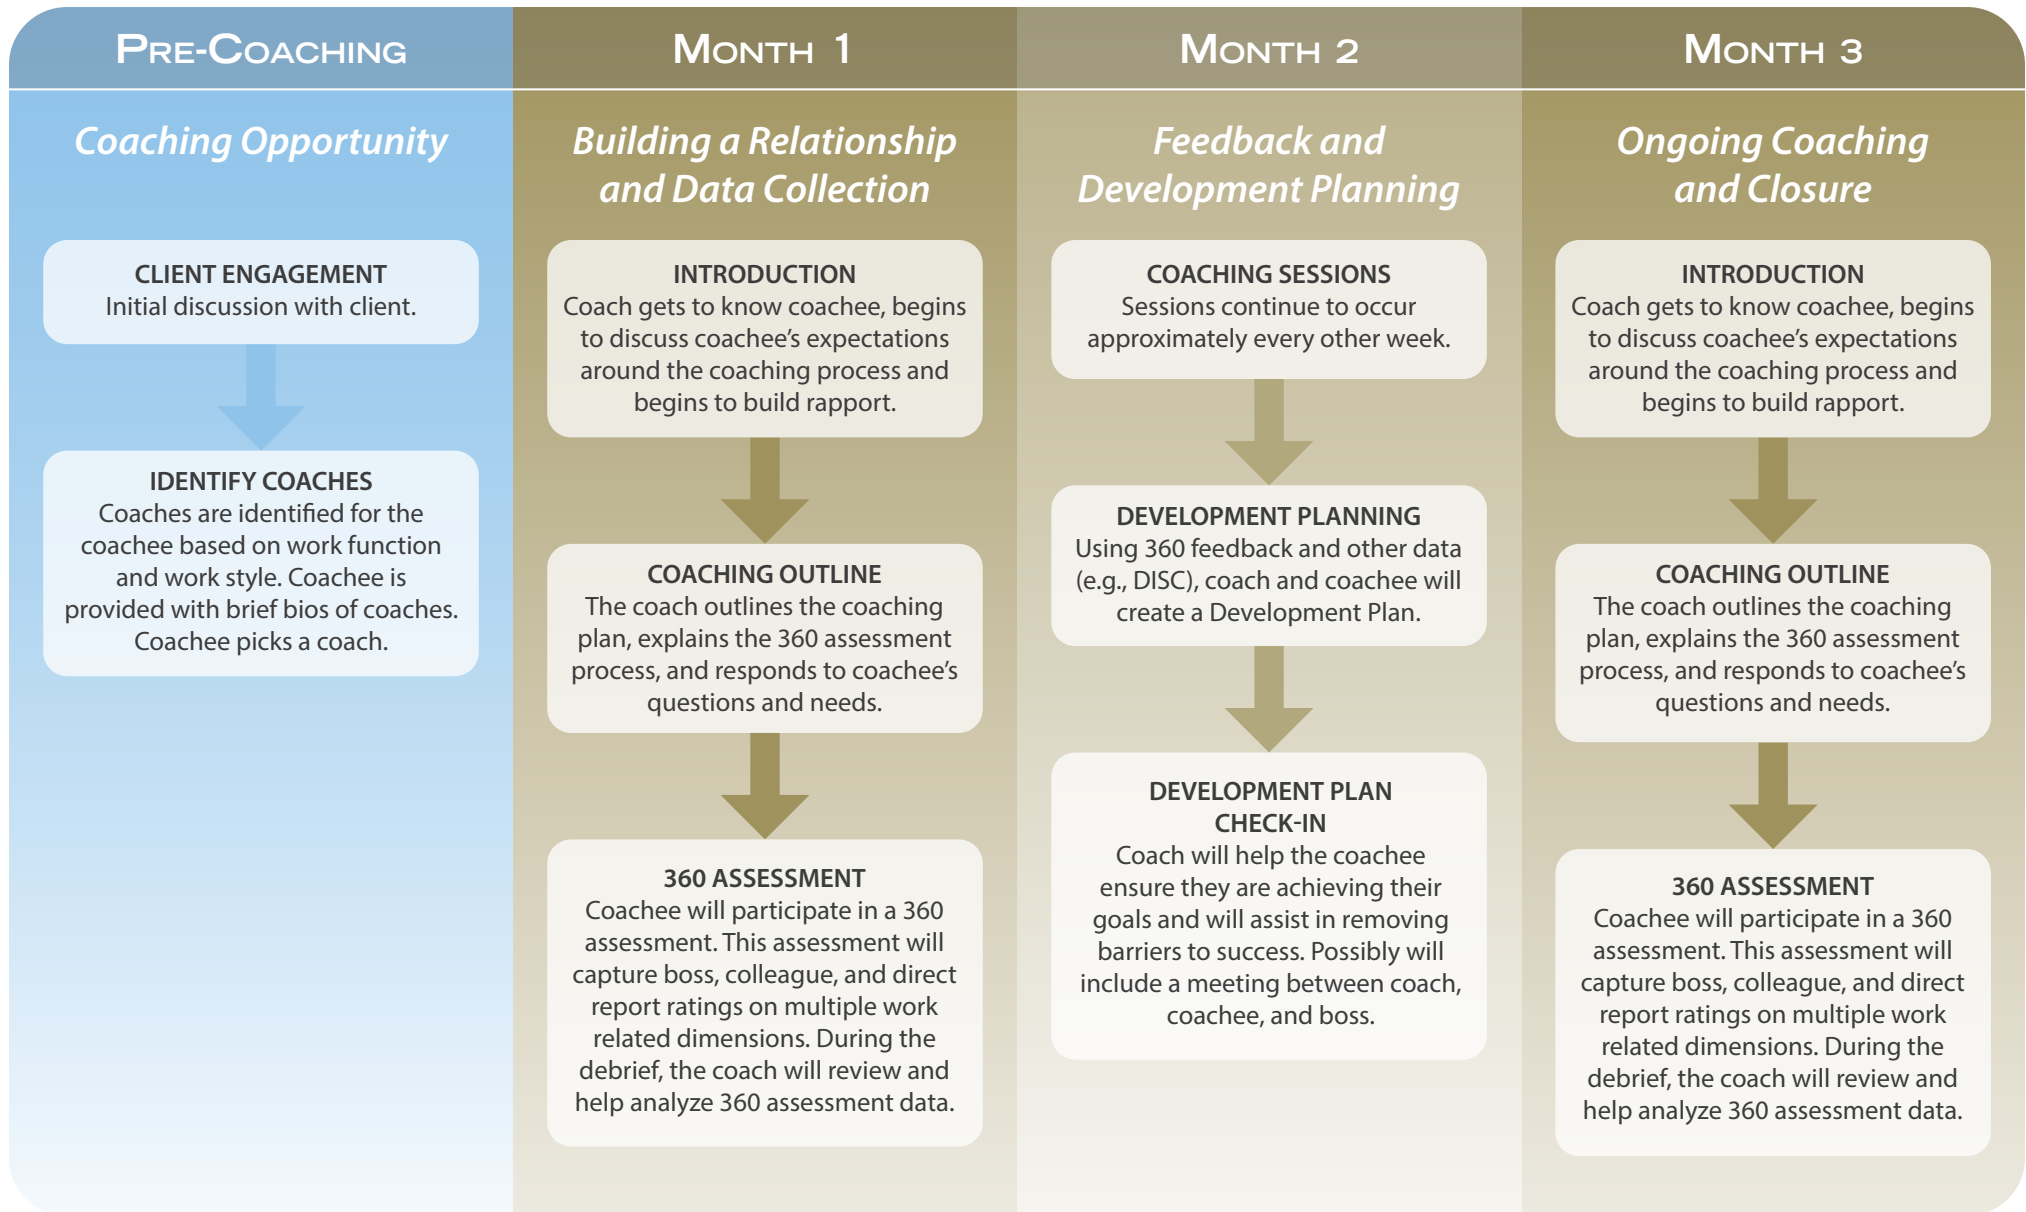 PRE-COACHING
Coaching Opportunity
CLIENT ENGAGEMENT
Initial discussion with client.
IDENTIFY COACHES
Coaches are identified for the
coachee based on work function
and work style. Coachee is
provided with brief bios of coaches.
Coachee picks a coach.
MONTH 1
Building a Relationship
and Data Collection
INTRODUCTION
Coach gets to know coachee, begins
to discuss coachee’s expectations
around the coaching process and
begins to build rapport.
COACHING OUTLINE
The coach outlines the coaching
plan, explains the 360 assessment
process, and responds to coachee’s
questions and needs.
360 ASSESSMENT
Coachee will participate in a 360
assessment. This assessment will
capture boss, colleague, and direct
report ratings on multiple work
related dimensions. During the
debrief, the coach will review and
help analyze 360 assessment data.
MONTH 2
Feedback and
Development Planning
COACHING SESSIONS
Sessions continue to occur
approximately every other week.
DEVELOPMENT PLANNING
Using 360 feedback and other data
(e.g., DISC), coach and coachee will
create a Development Plan.
DEVELOPMENT PLAN
CHECK-IN
Coach will help the coachee
ensure they are achieving their
goals and will assist in removing
barriers to success. Possibly will
include a meeting between coach,
coachee, and boss.
MONTH 3
Ongoing Coaching
and Closure
INTRODUCTION
Coach gets to know coachee, begins
to discuss coachee’s expectations
around the coaching process and
begins to build rapport.
COACHING OUTLINE
The coach outlines the coaching
plan, explains the 360 assessment
process, and responds to coachee’s
questions and needs.
360 ASSESSMENT
Coachee will participate in a 360
assessment. This assessment will
capture boss, colleague, and direct
report ratings on multiple work
related dimensions. During the
debrief, the coach will review and
help analyze 360 assessment data.